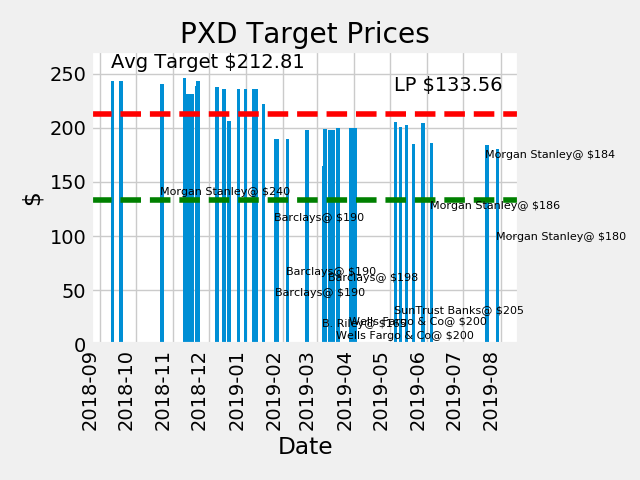 PXD Target Prices
Avg Target $212.81
LP $133.56
250
200
150
100
50
0
$
Morgan Stanley@ $184
Morgan Stanley@ $240
Morgan Stanley@ $186
Barclays@ $190
Morgan Stanley@ $180
Barclays@ $190
Barclays@ $198
Barclays@ $190
SunTrust Banks@ $205
B. Riley@ $165
Wells Fargo & Co@ $200
Wells Fargo & Co@ $200
2018-09
2018-10
2018-11
2018-12
2019-01
2019-02
2019-03
2019-04
2019-05
2019-06
2019-07
2019-08
Date